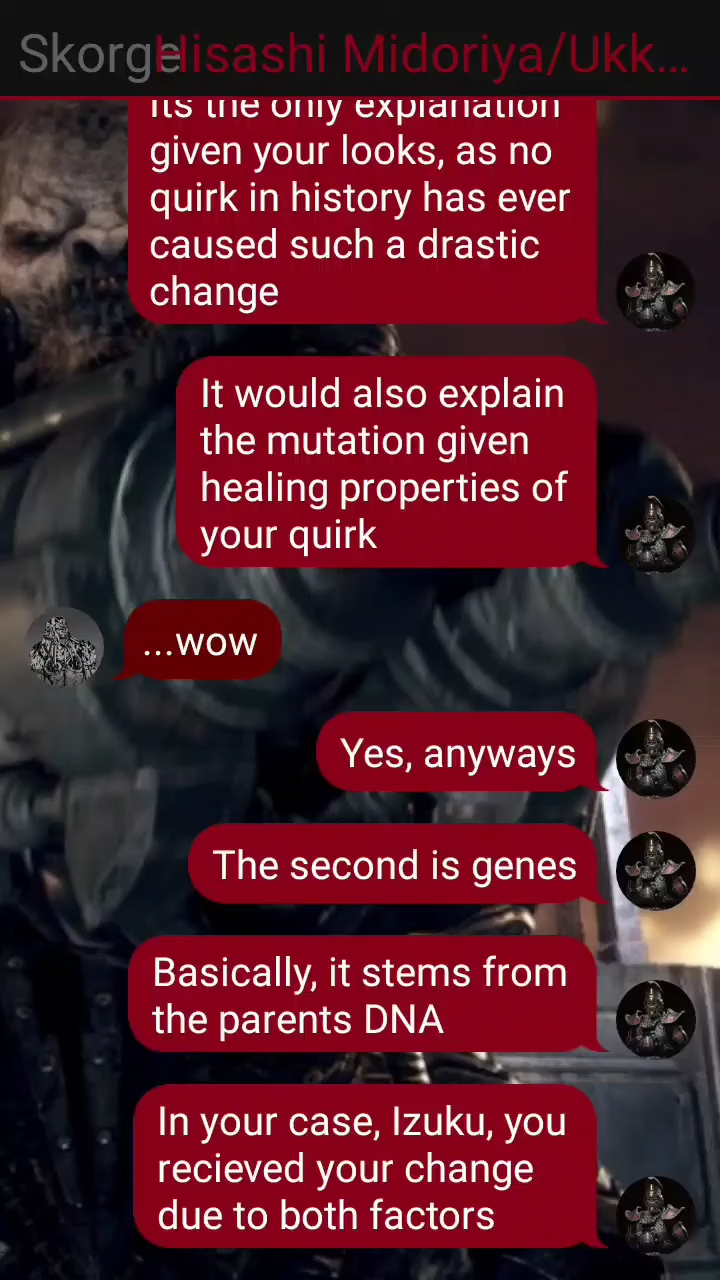 Skorge
Hisashi Midoriya/Ukk...
Its the only explanation
given your looks, as no
quirk in history has ever
caused such a drastic
change
It would also explain
the mutation given
healing properties of
your quirk
...wow
Yes, anyways
The second is genes
Basically, it stems from
the parents DNA
In your case, Izuku, you
recieved your change
due to both factors